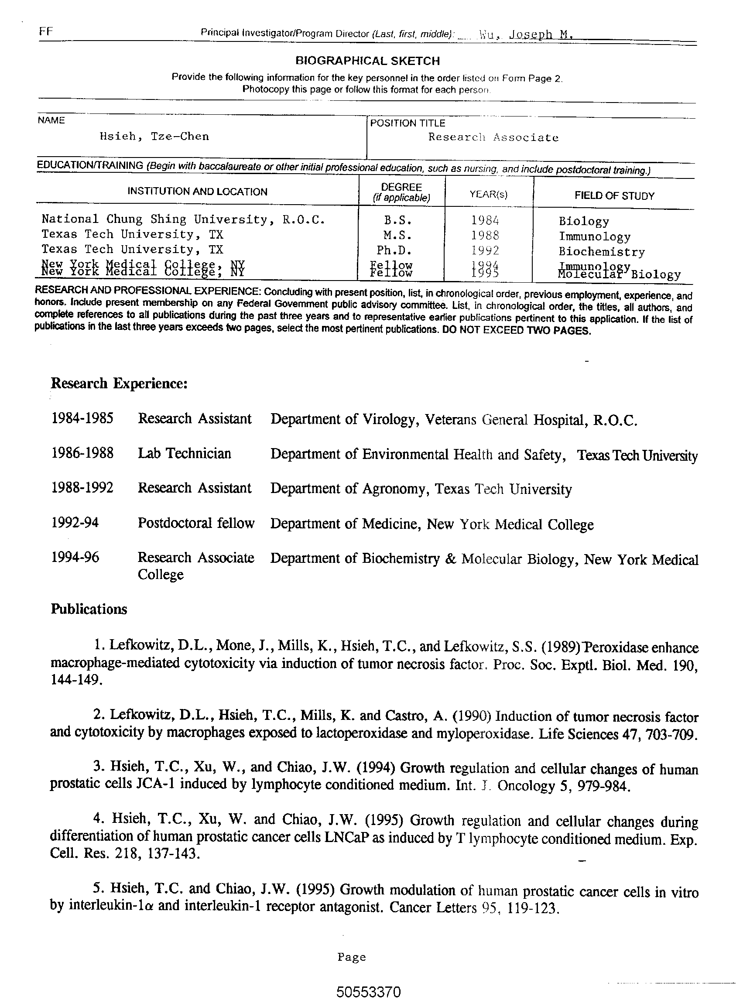 FF
Principal Investigator/Program Director (Last, first, middle): Wu, Joseph M.
BIOGRAPHICAL SKETCH
Provide the following information for the key personnel in the order listed on Form Page 2.
Photocopy this page or follow this format for each person.
NAME
POSITION TITLE
Hsieh, Tze-Chen
Research Associate
EDUCATION/TRAINING (Begin with baccalaureate or other initial professional education, such as nursing, and include postdoctoral training.)
INSTITUTION AND LOCATION DEGREE (if applicable) YEAR(s) FIELD OF STUDY
National Chung Shing University, R.O.C. B.S. 1984 Biology
Texas Tech University, TX M.S. 1988 Immunology
Texas Tech University, TX Ph.D. 1992 Biochemistry
New York Medical College, NY Fellow 1994 Immunology
New York Medical College, NY Fellow 1995 Molecular Biology
RESEARCH AND PROFESSIONAL EXPERIENCE: Concluding with present position, list, in chronological order, previous employment, experience, and
honors. Include present membership on any Federal Government public advisory committee. List, in chronological order, the titles, all authors, and
complete references to all publications during the past three years and to representative earlier publications pertinent to this application. If the list of
publications in the last three years exceeds two pages, select the most pertinent publications. DO NOT EXCEED TWO PAGES.
Research Experience:
1984-1985 Research Assistant Department of Virology, Veterans General Hospital, R.O.C.
1986-1988 Lab Technician Department of Environmental Health and Safety, Texas Tech University
1988-1992 Research Assistant Department of Agronomy, Texas Tech University
1992-94 Postdoctoral fellow Department of Medicine, New York Medical College
1994-96 Research Associate Department of Biochemistry & Molecular Biology, New York Medical
College
Publications
1. Lefkowitz, D.L., Mone, J., Mills, K., Hsieh, T.C., and Lefkowitz, S.S. (1989) Peroxidase enhance
macrophage-mediated cytotoxicity via induction of tumor necrosis factor. Proc. Soc. Exptl. Biol. Med. 190,
144-149.
2. Lefkowitz, D.L., Hsieh, T.C., Mills, K. and Castro, A. (1990) Induction of tumor necrosis factor
and cytotoxicity by macrophages exposed to lactoperoxidase and myloperoxidase. Life Sciences 47, 703-709.
3. Hsieh, T.C., Xu, W., and Chiao, J.W. (1994) Growth regulation and cellular changes of human
prostatic cells JCA-1 induced by lymphocyte conditioned medium. Int. J. Oncology 5, 979-984.
4. Hsieh, T.C., Xu, W. and Chiao, J.W. (1995) Growth regulation and cellular changes during
differentiation of human prostatic cancer cells LNCaP as induced by T lymphocyte conditioned medium. Exp.
Cell. Res. 218, 137-143.
5. Hsieh, T.C. and Chiao, J.W. (1995) Growth modulation of human prostatic cancer cells in vitro
by interleukin-1α and interleukin-1 receptor antagonist. Cancer Letters 95, 119-123.
Page
50553370